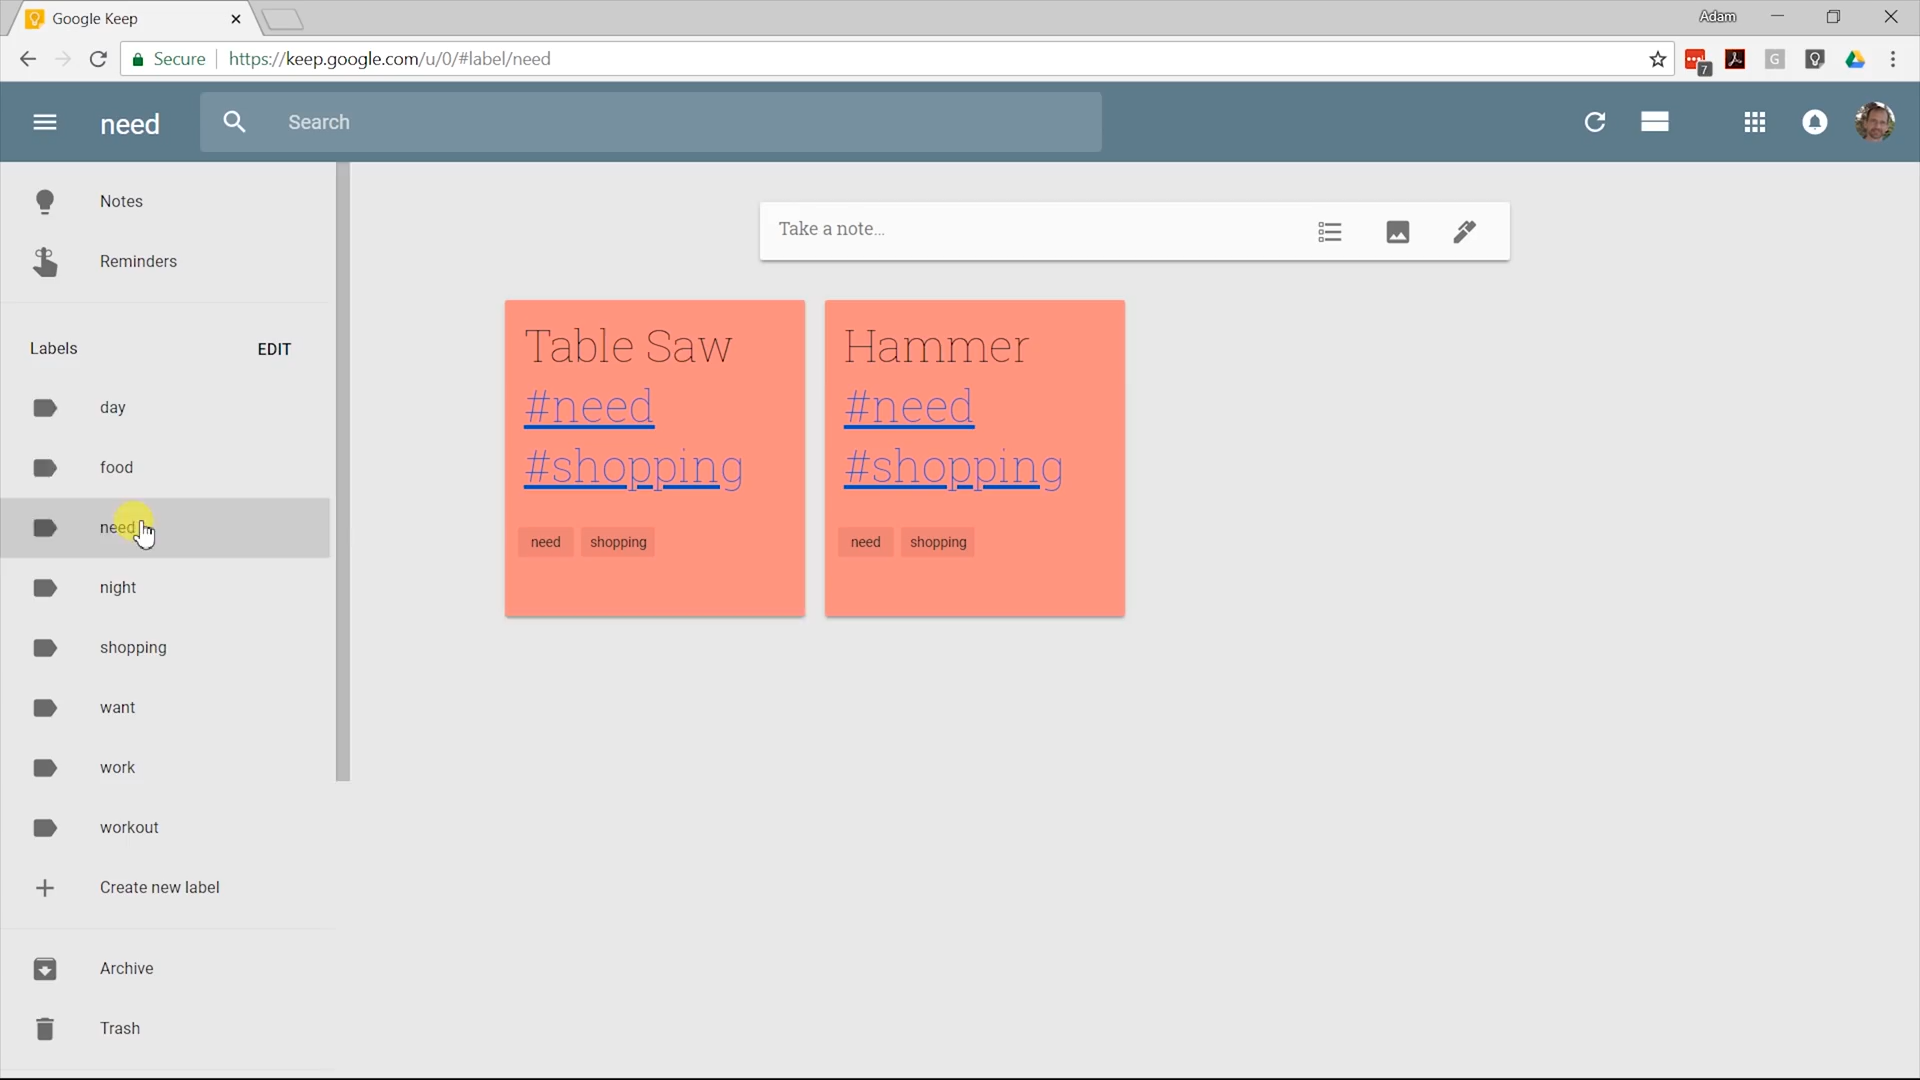 Google Keep
Adam
Secure
https://keep.google.com/u/0/#label/need
7
G
need
Search
Notes
Reminders
Labels
EDIT
day
food
need
night
shopping
want
work
workout
Create new label
Archive
Trash
Take a note...
Table Saw
#need
#shopping
need shopping
Hammer
#need
#shopping
need shopping